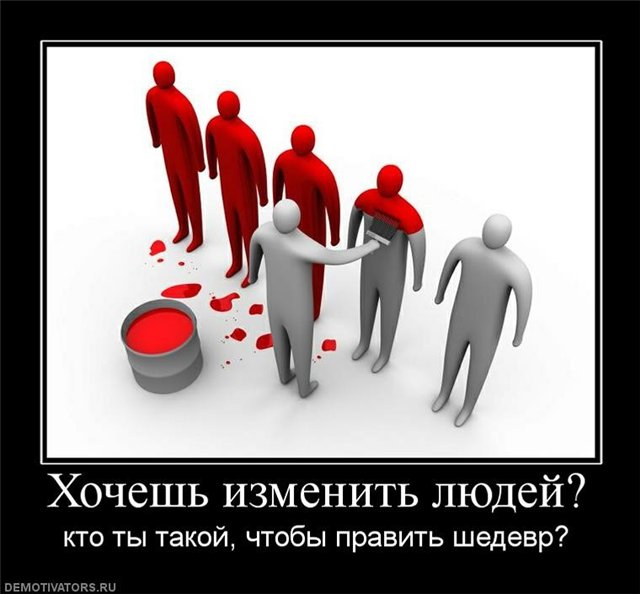 Хочешь изменить людей?
кто ты такой, чтобы править шедевр?
DEMOTIVATORS.RU